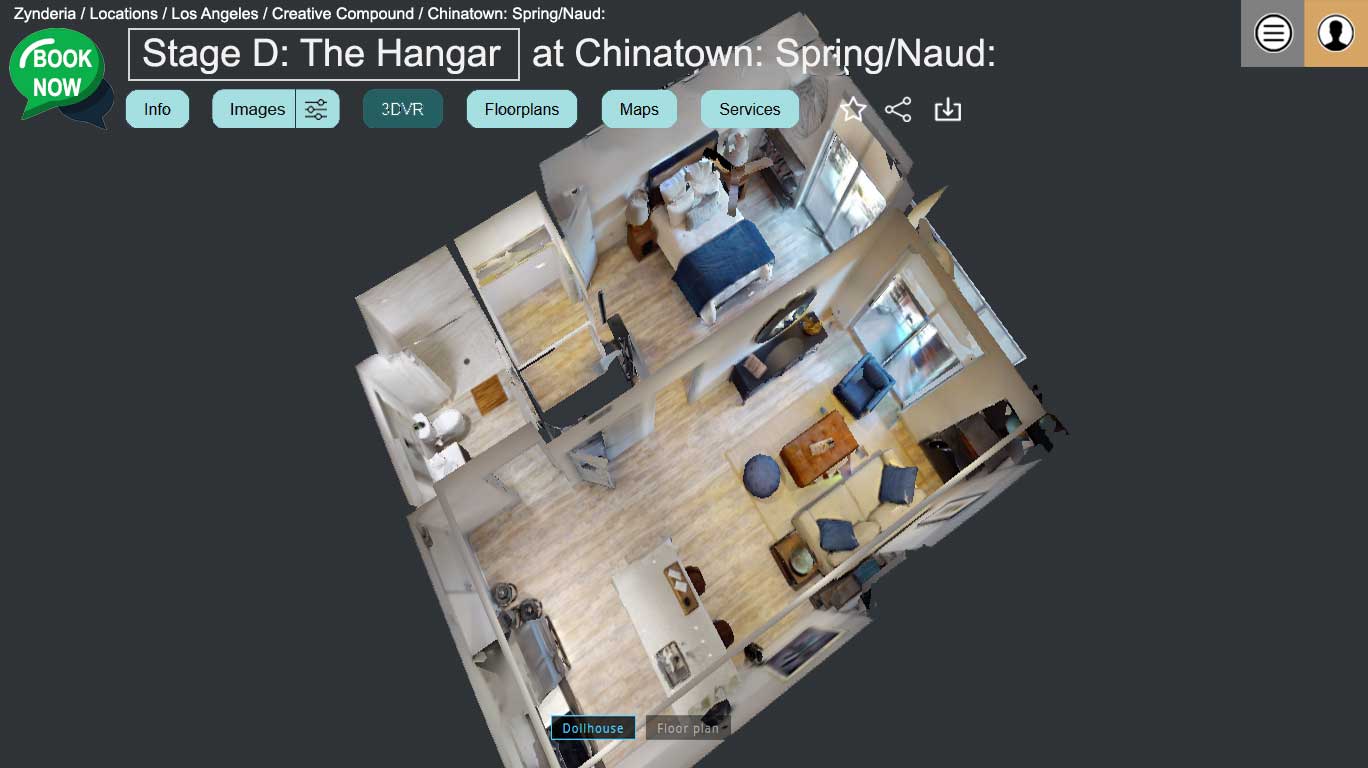 Zynderia / Locations / Los Angeles / Creative Compound / Chinatown: Spring/Naud:
BOOK
NOW
Stage D: The Hangar at Chinatown: Spring/Naud:
Info
Images
3DVR
Floorplans
Maps
Services
Dollhouse
Floor plan